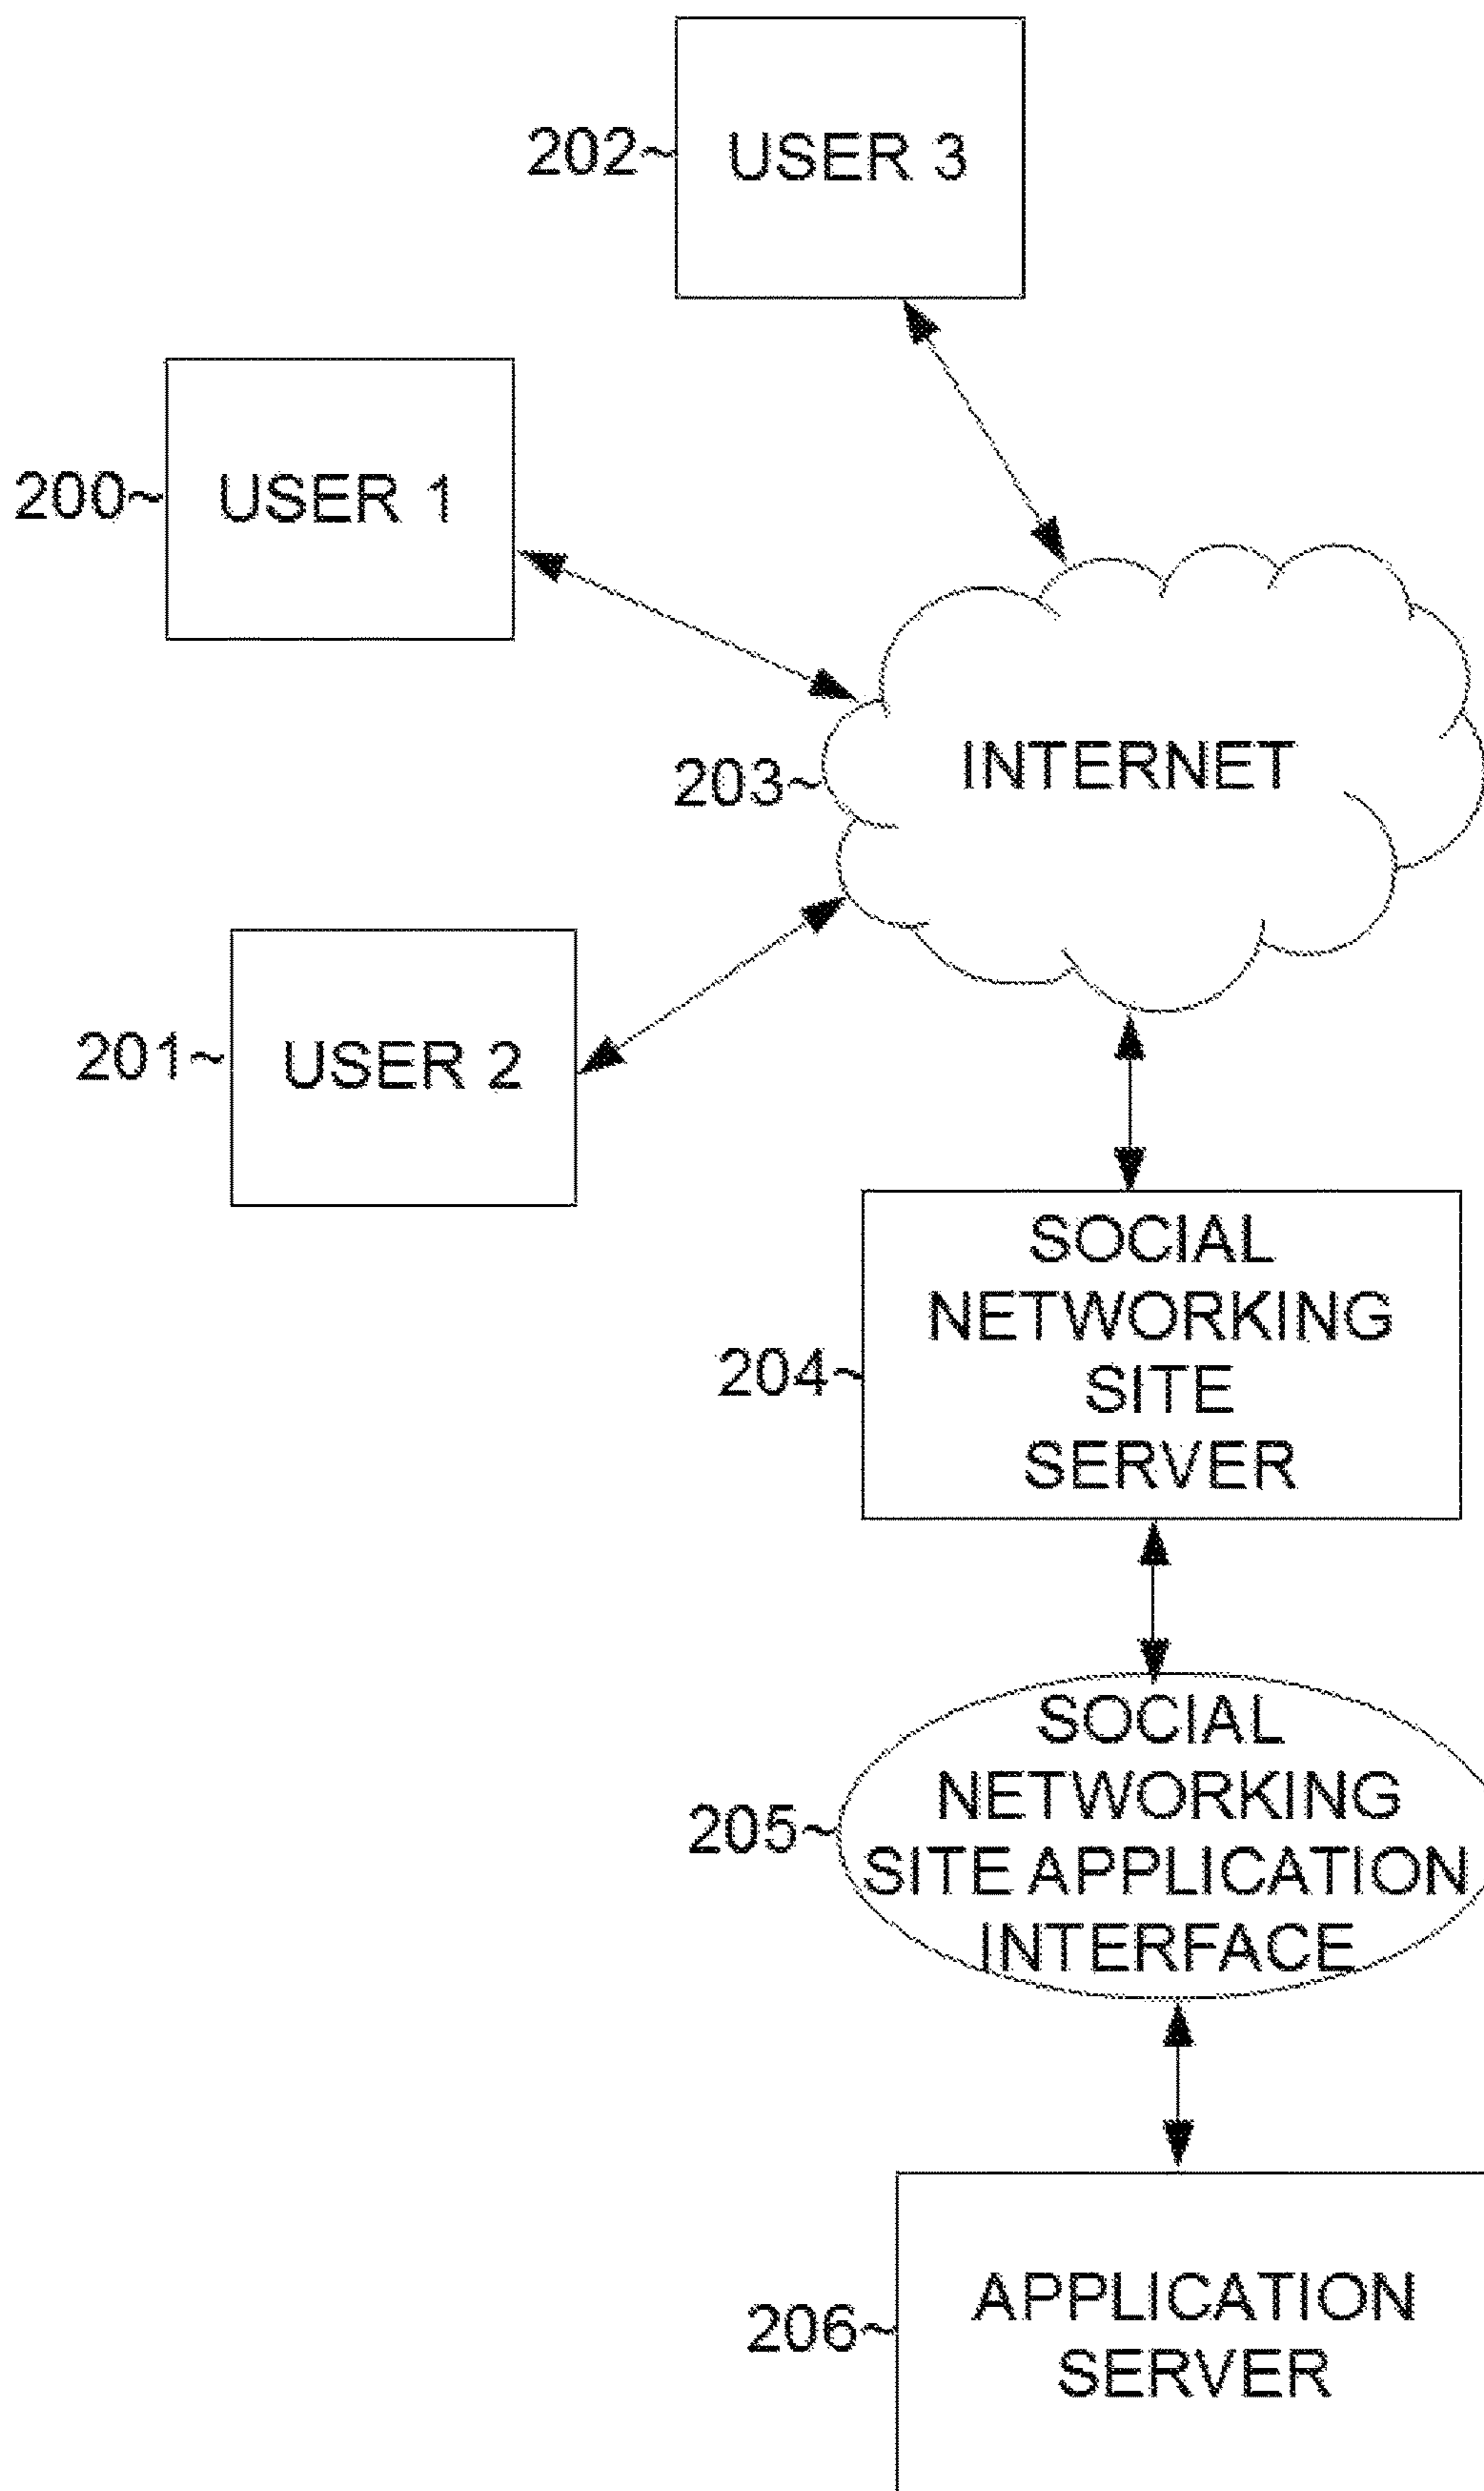 202~ USER 3
200~ USER 1
203~ INTERNET
201~ USER 2
204~
SOCIAL
NETWORKING
SITE
SERVER
205~
SOCIAL
NETWORKING
SITE APPLICATION
INTERFACE
206~
APPLICATION
SERVER